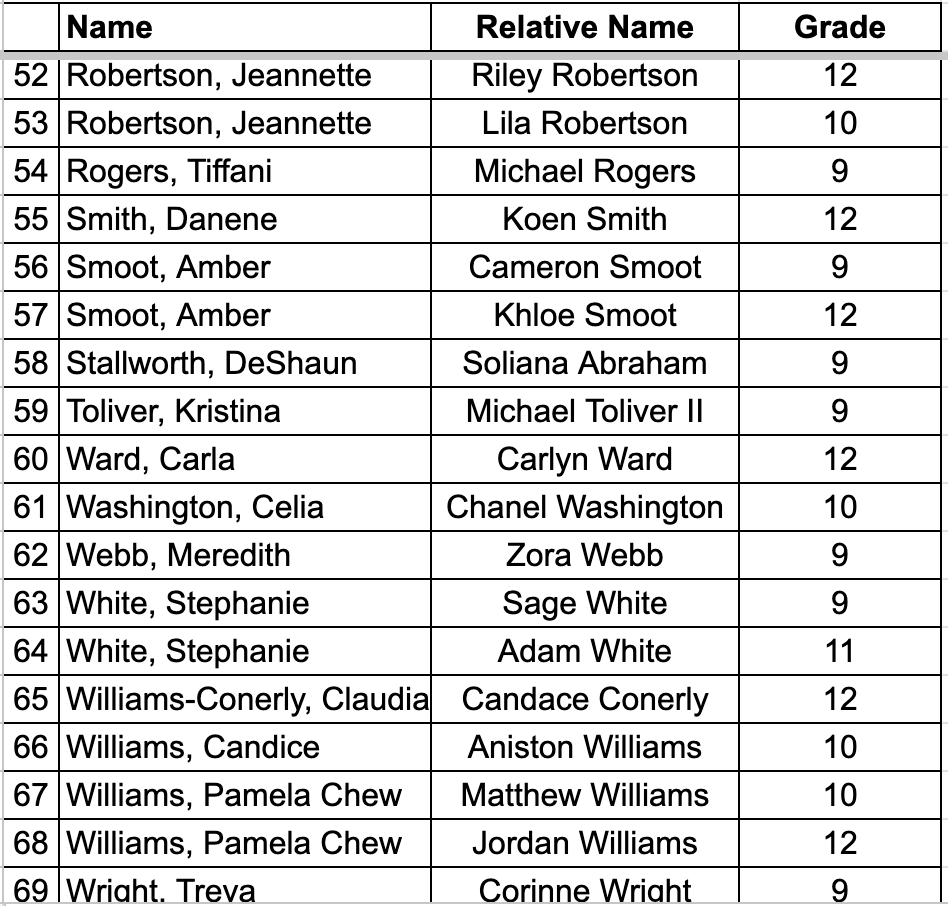 Name Relative Name Grade
52 Robertson, Jeannette Riley Robertson 12
53 Robertson, Jeannette Lila Robertson 10
54 Rogers, Tiffani Michael Rogers 9
55 Smith, Danene Koen Smith 12
56 Smoot, Amber Cameron Smoot 9
57 Smoot, Amber Khloe Smoot 12
58 Stallworth, DeShaun Soliana Abraham 9
59 Toliver, Kristina Michael Toliver II 9
60 Ward, Carla Carlyn Ward 12
61 Washington, Celia Chanel Washington 10
62 Webb, Meredith Zora Webb 9
63 White, Stephanie Sage White 9
64 White, Stephanie Adam White 11
65 Williams-Conerly, Claudia Candace Conerly 12
66 Williams, Candice Aniston Williams 10
67 Williams, Pamela Chew Matthew Williams 10
68 Williams, Pamela Chew Jordan Williams 12
69 Wright, Treva Corinne Wright 9